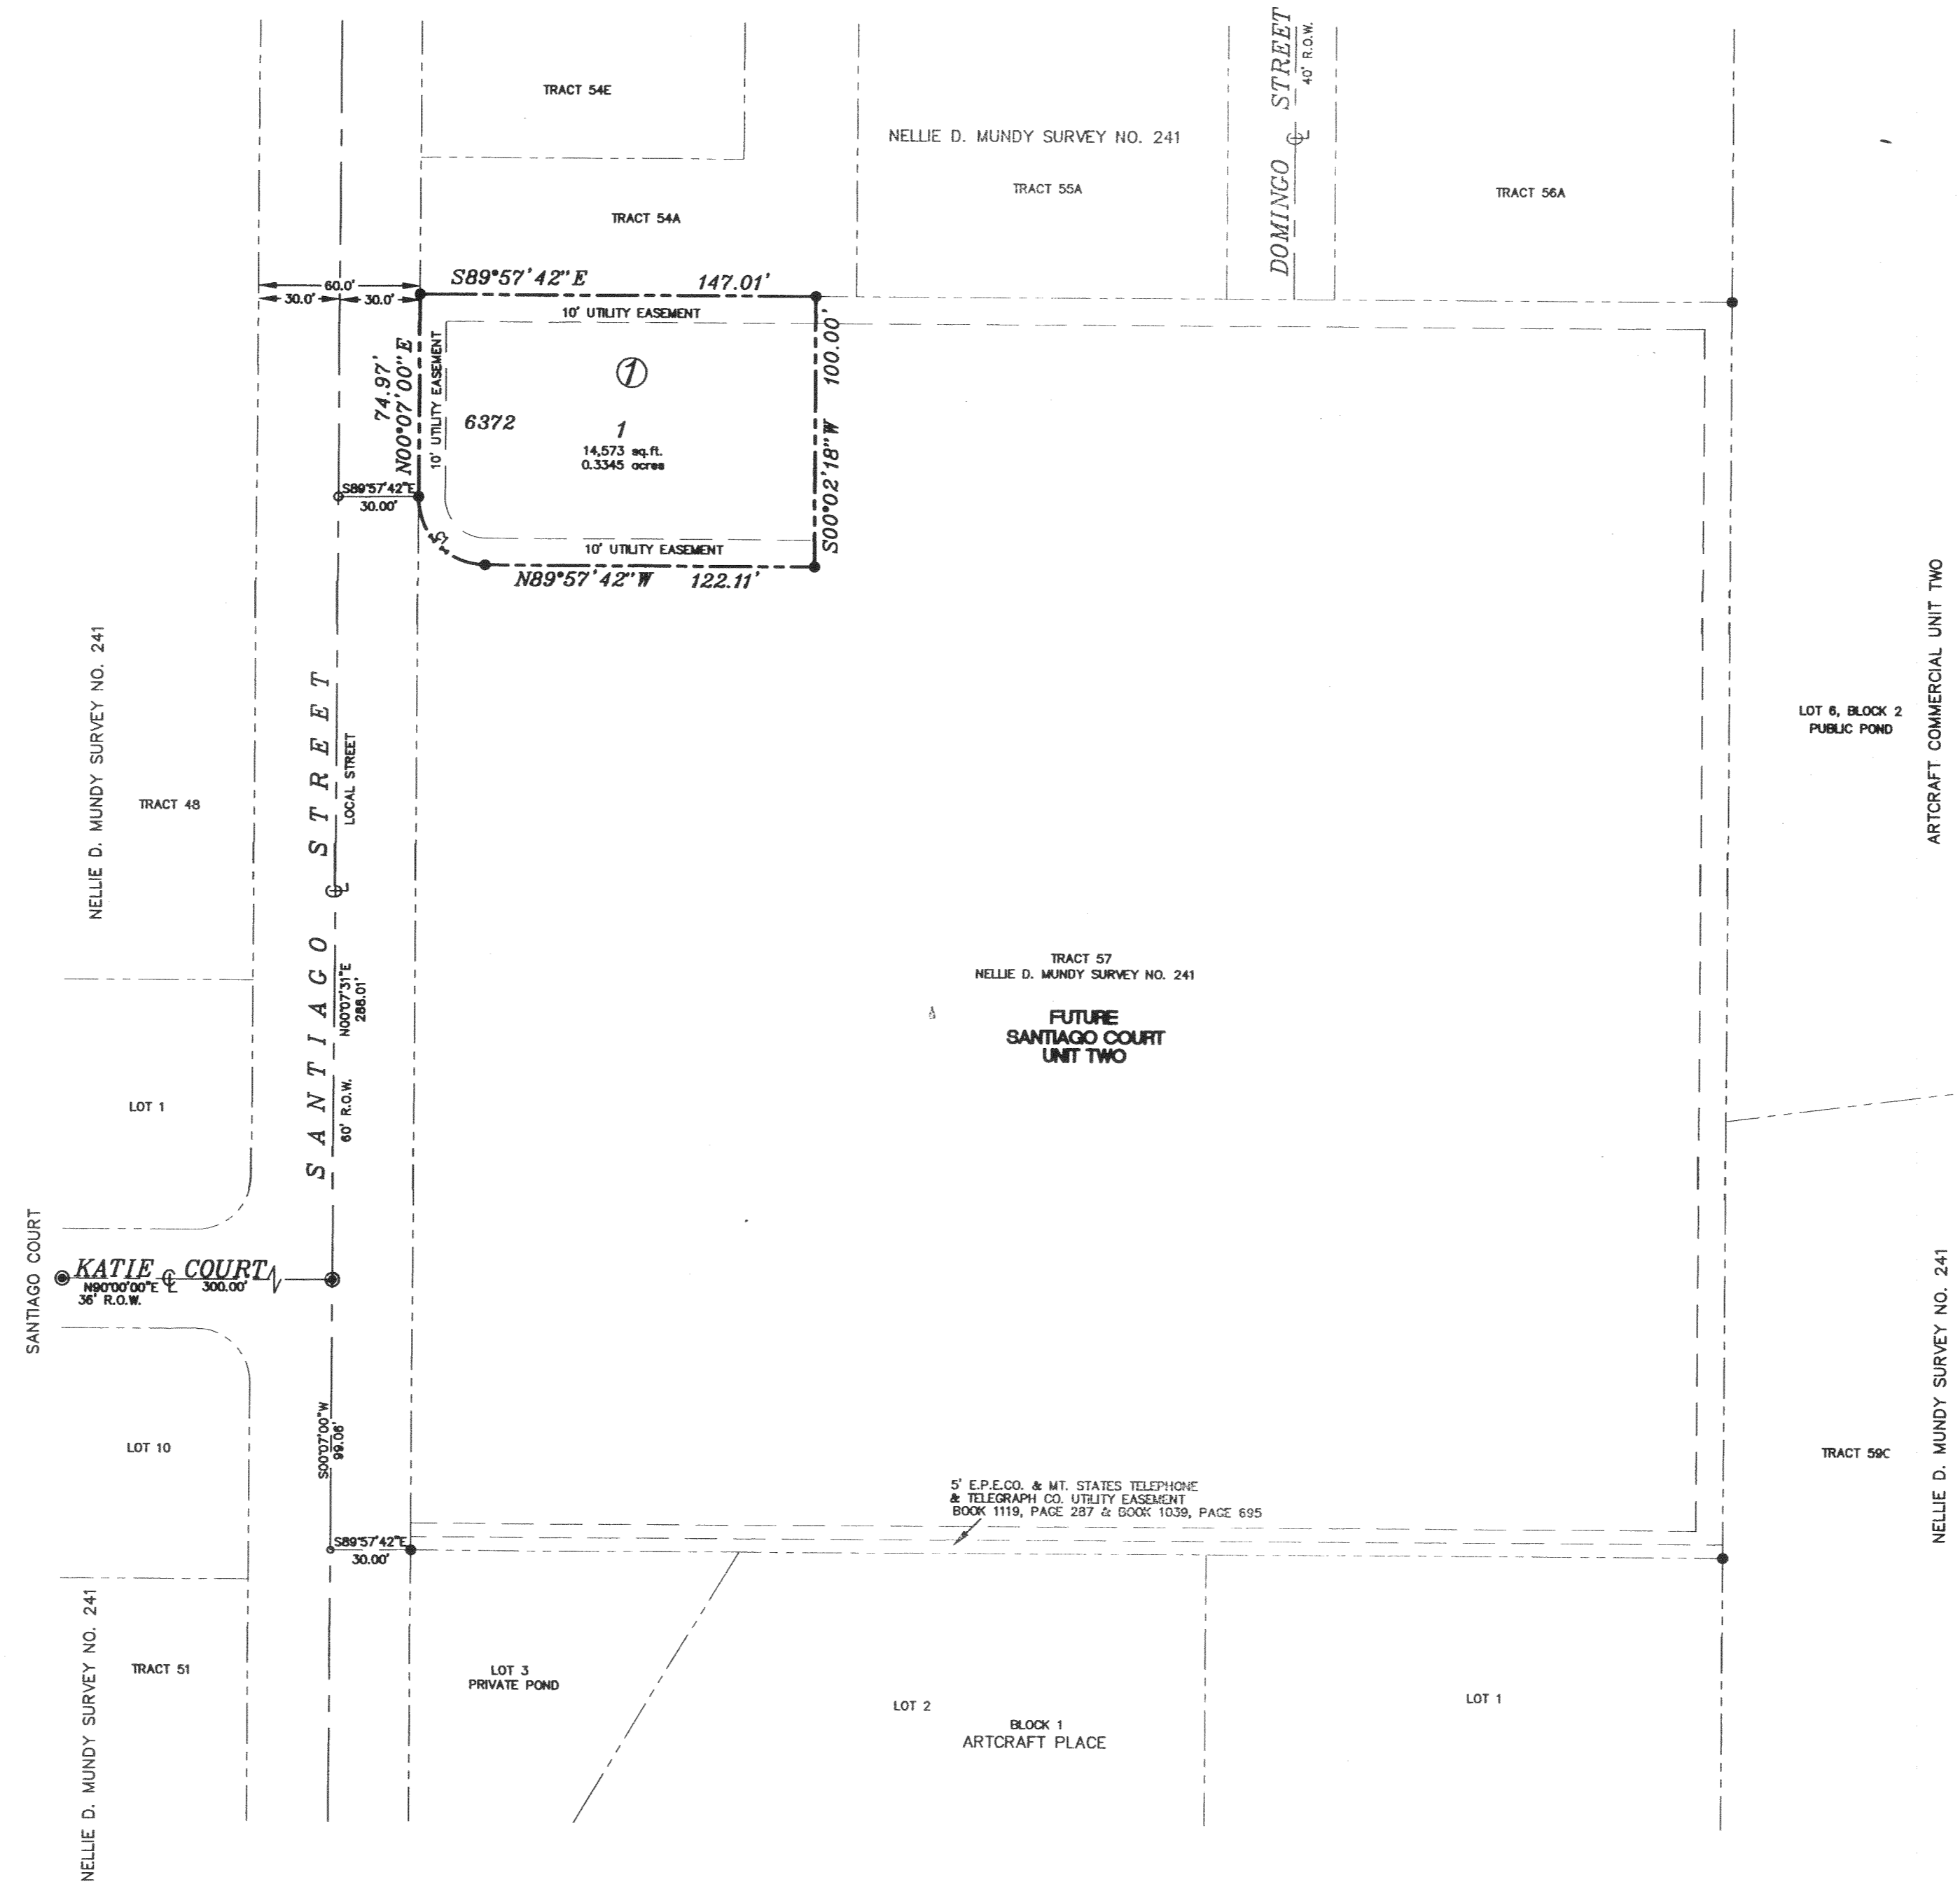 DOMINGO STREET
40' R.O.W.
TRACT 54E
NELLIE D. MUNDY SURVEY NO. 241
TRACT 55A
TRACT 56A
TRACT 54A
60.0'
30.0'
30.0'
S89°57'42"E 147.01'
10' UTILITY EASEMENT
74.97'
N00°07'00"E
10' UTILITY EASEMENT
1
6372
1
14,573 sq.ft.
0.3345 acres
S00°02'18"W 100.00'
S89°57'42"E
30.00'
C1
10' UTILITY EASEMENT
N89°57'42"W 122.11'
NELLIE D. MUNDY SURVEY NO. 241
TRACT 48
SANTIAGO STREET
LOCAL STREET
N00°07'31"E
288.01'
60' R.O.W.
LOT 6, BLOCK 2
PUBLIC POND
ARTCRAFT COMMERCIAL UNIT TWO
TRACT 57
NELLIE D. MUNDY SURVEY NO. 241
FUTURE
SANTIAGO COURT
UNIT TWO
LOT 1
SANTIAGO COURT
KATIE ℄ COURT
N90°00'00"E 300.00'
36' R.O.W.
S00°07'00"W
99.06'
LOT 10
TRACT 59C
NELLIE D. MUNDY SURVEY NO. 241
5' E.P.E.CO. & MT. STATES TELEPHONE
& TELEGRAPH CO. UTILITY EASEMENT
BOOK 1119, PAGE 287 & BOOK 1039, PAGE 695
S89°57'42"E
30.00'
NELLIE D. MUNDY SURVEY NO. 241
TRACT 51
LOT 3
PRIVATE POND
LOT 2
LOT 1
BLOCK 1
ARTCRAFT PLACE